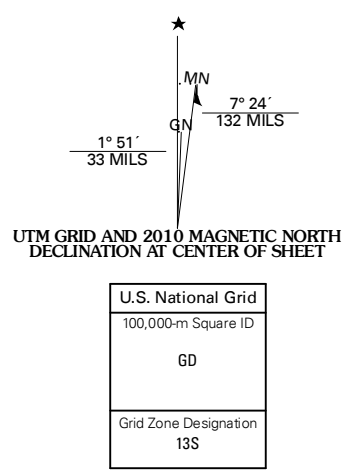 ★
MN
7° 24´
132 MILS
GN
1° 51´
33 MILS
UTM GRID AND 2010 MAGNETIC NORTH
DECLINATION AT CENTER OF SHEET
U.S. National Grid
100,000-m Square ID
GD
Grid Zone Designation
13S